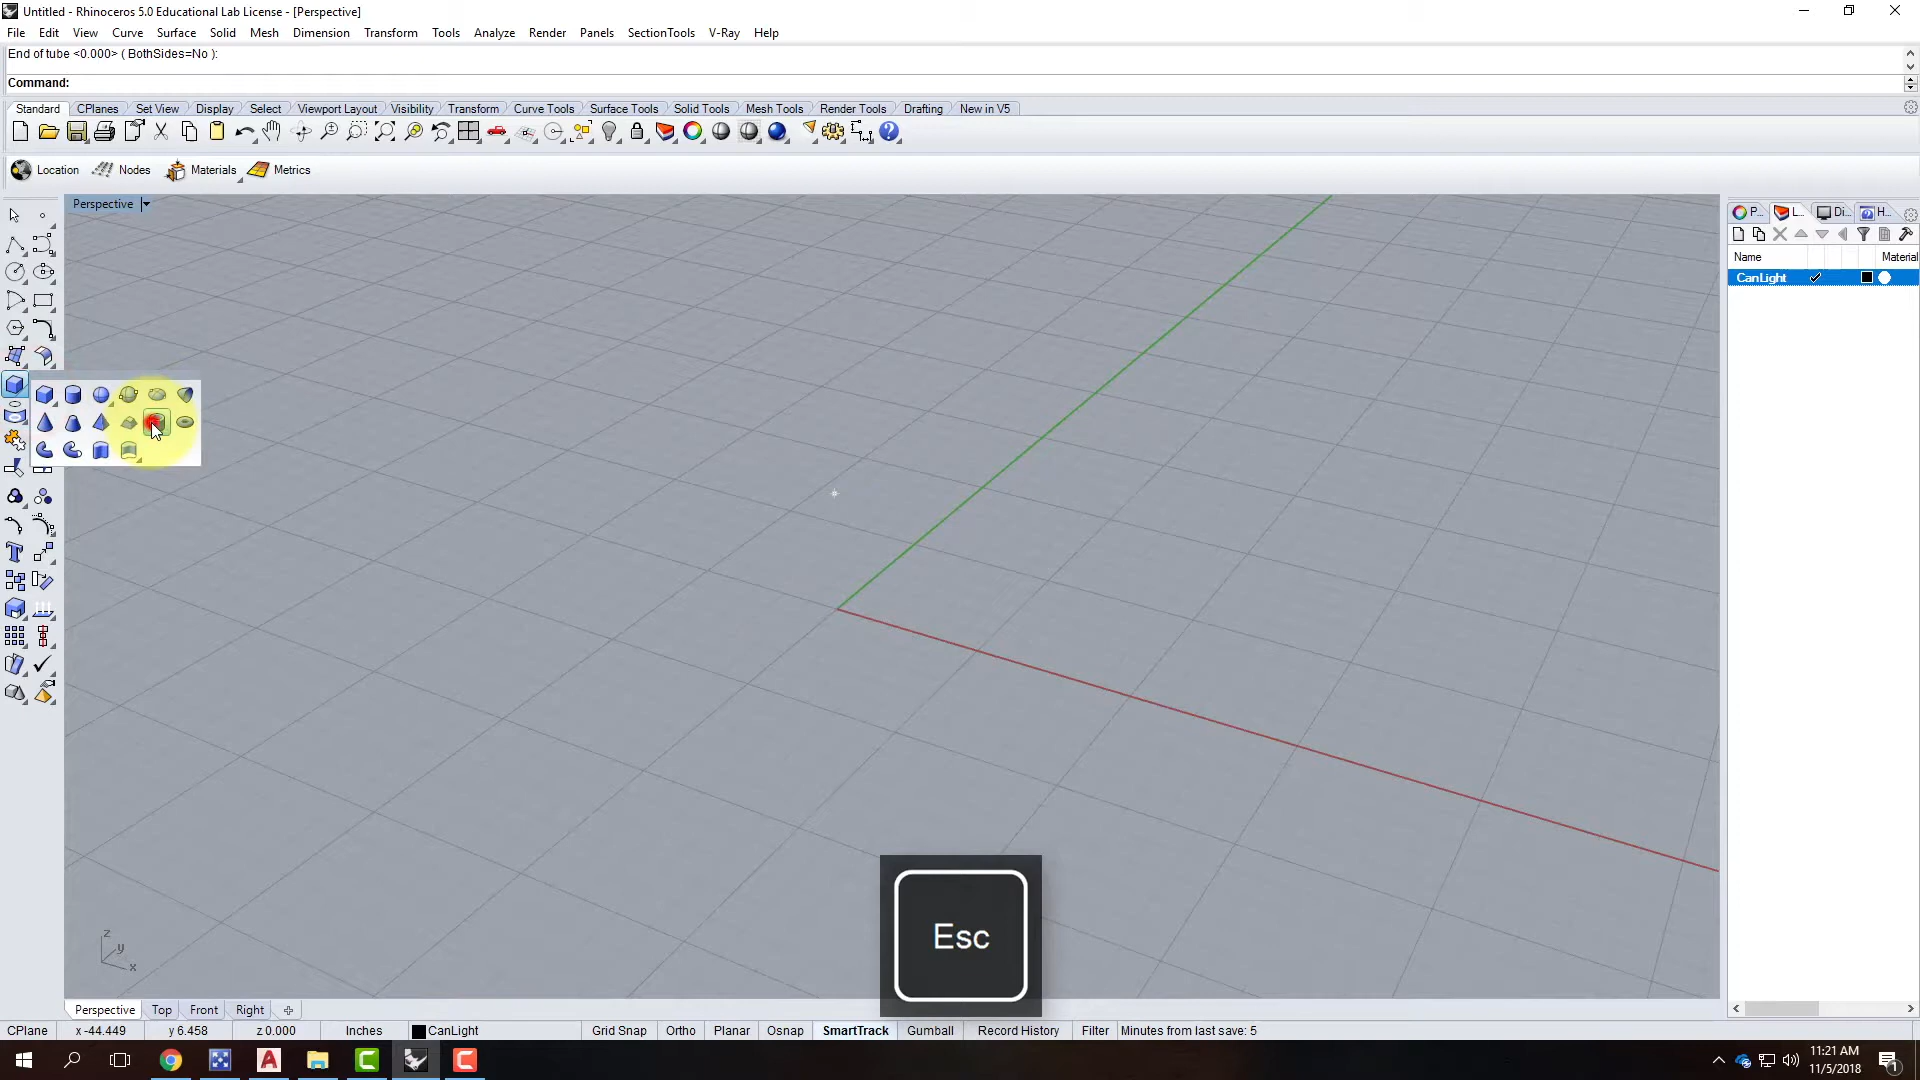 Untitled - Rhinoceros 5.0 Educational Lab License - [Perspective]
File Edit View Curve Surface Solid Mesh Dimension Transform Tools Analyze Render Panels SectionTools V-Ray Help
End of tube <0.000> ( BothSides=No ):
Command:
Standard CPlanes Set View Display Select Viewport Layout Visibility Transform Curve Tools Surface Tools Solid Tools Mesh Tools Render Tools Drafting New in V5
Location Nodes Materials Metrics
Perspective
P... L... Di... H...
Name Material
CanLight
Esc
z
y
x
Perspective Top Front Right
CPlane x -44.449 y 6.458 z 0.000 Inches CanLight Grid Snap Ortho Planar Osnap SmartTrack Gumball Record History Filter Minutes from last save: 5
11:21 AM
11/5/2018
1